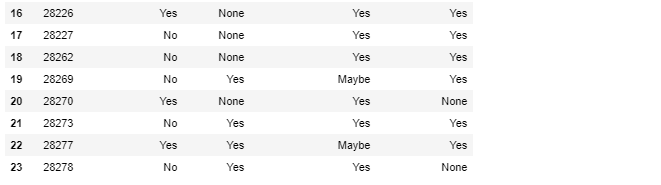 16 28226 Yes None Yes Yes
17 28227 No None Yes Yes
18 28262 No None Yes Yes
19 28269 No Yes Maybe Yes
20 28270 Yes None Yes None
21 28273 No Yes Yes Yes
22 28277 Yes Yes Maybe Yes
23 28278 No Yes Yes None